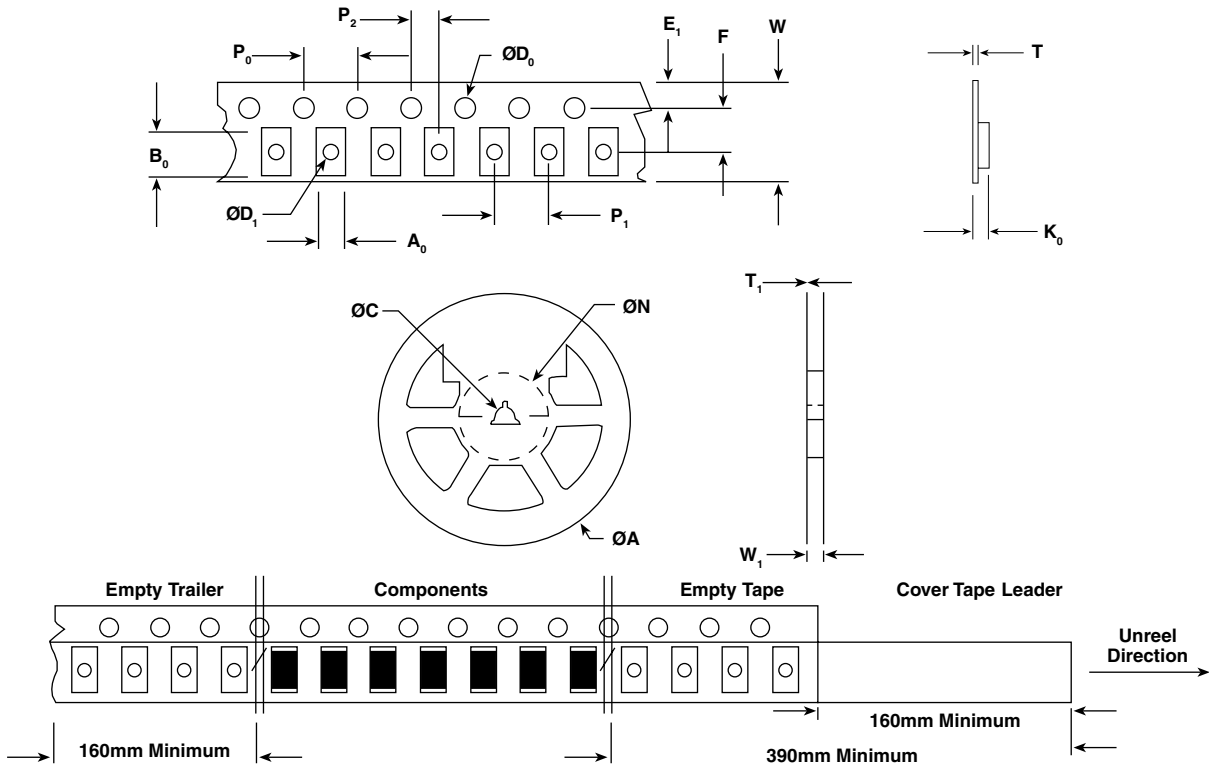 P2
P0
ØD0
E1
F
W
T
B0
ØD1
A0
P1
K0
T1
ØC
ØN
ØA
W1
Empty Trailer
Components
Empty Tape
Cover Tape Leader
Unreel
Direction
160mm Minimum
160mm Minimum
390mm Minimum